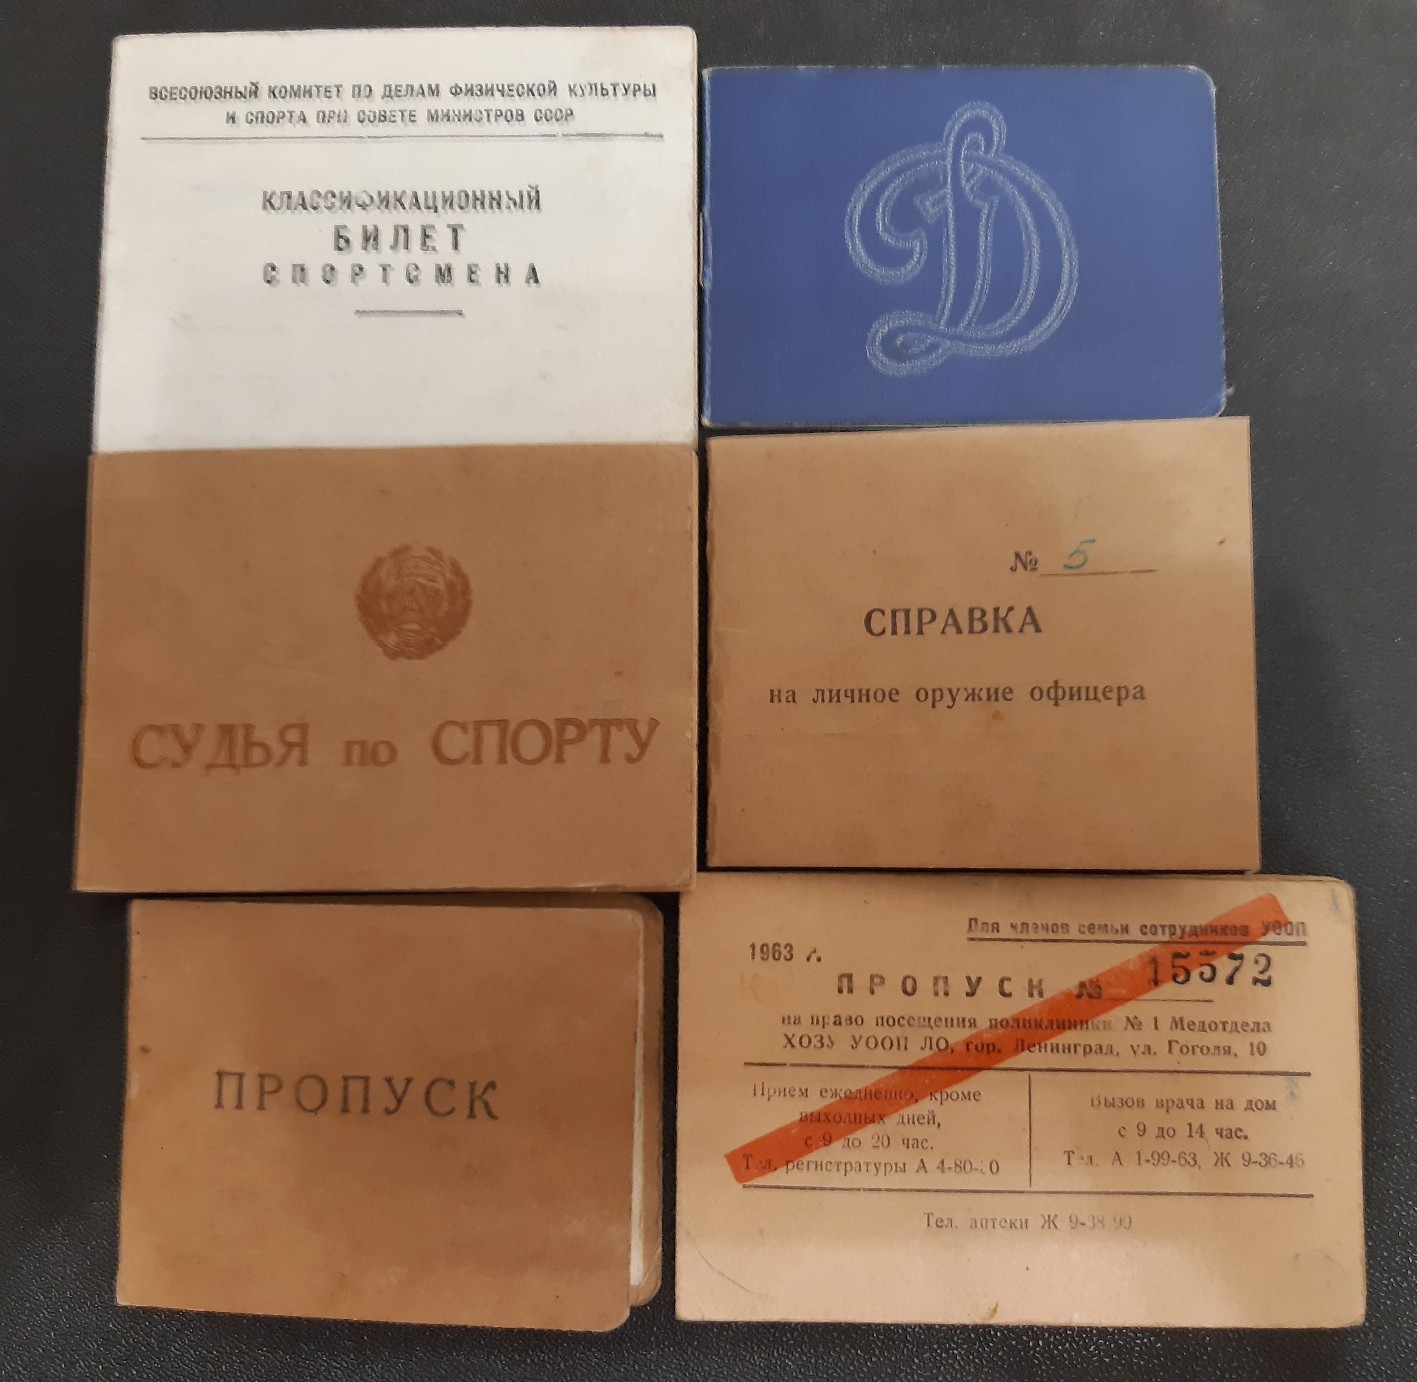 ВСЕСОЮЗНЫЙ КОМИТЕТ ПО ДЕЛАМ ФИЗИЧЕСКОЙ КУЛЬТУРЫ
И СПОРТА ПРИ СОВЕТЕ МИНИСТРОВ СССР
КЛАССИФИКАЦИОННЫЙ
БИЛЕТ
СПОРТСМЕНА
Д
СУДЬЯ по СПОРТУ
№ 5
СПРАВКА
на личное оружие офицера
ПРОПУСК
Для членов семьи сотрудников УООП
1963 г.
ПРОПУСК № 15572
на право посещения поликлиники № 1 Медотдела
ХОЗУ УООП ЛО, гор. Ленинград, ул. Гоголя, 10
Прием ежедневно, кроме
выходных дней,
с 9 до 20 час.
Тел. регистратуры А
Вызов врача на дом
с 9 до 14 час.
Тел. А 1-99-63, Ж 9-36-46
Тел. аптеки Ж